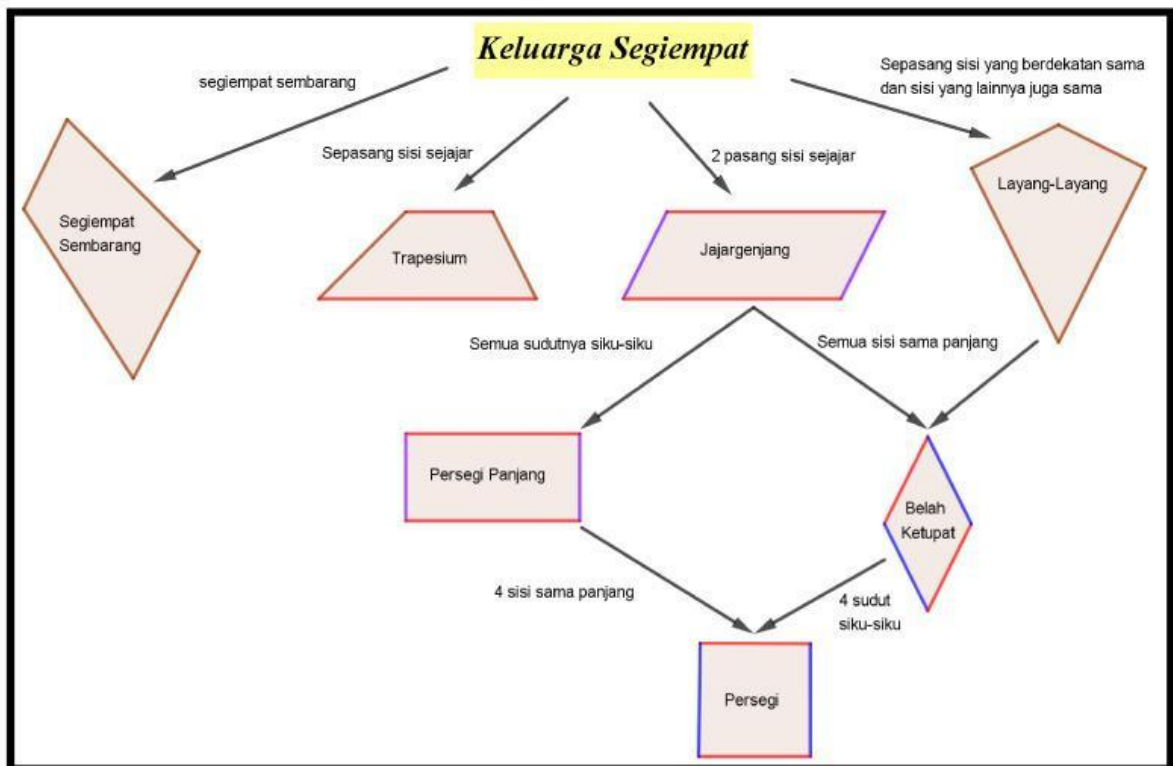 Keluarga Segiempat
segiempat sembarang
Sepasang sisi yang berdekatan sama
dan sisi yang lainnya juga sama
Sepasang sisi sejajar
2 pasang sisi sejajar
Segiempat
Sembarang
Trapesium
Jajargenjang
Layang-Layang
Semua sudutnya siku-siku
Semua sisi sama panjang
Persegi Panjang
Belah
Ketupat
4 sisi sama panjang
4 sudut
siku-siku
Persegi